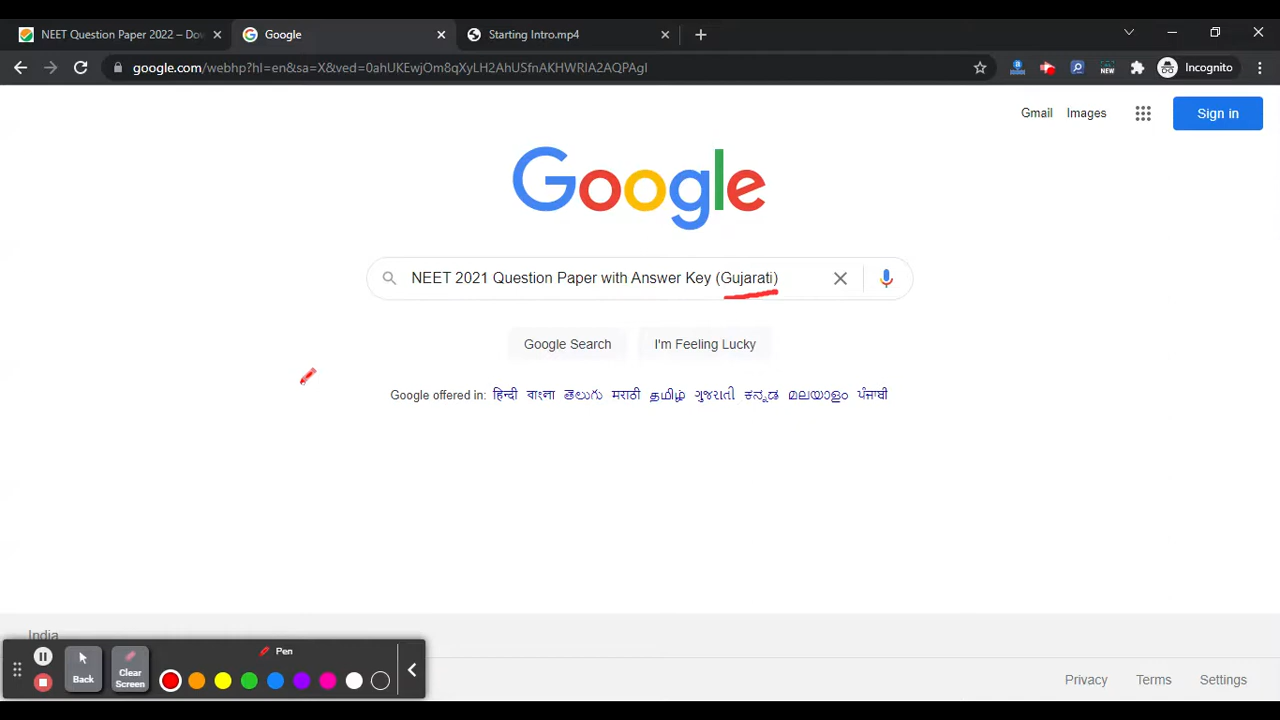 NEET Question Paper 2022 – Dov
Google
Starting Intro.mp4
google.com/webhp?hl=en&sa=X&ved=0ahUKEwjOm8qXyLH2AhUSfnAKHWRIA2AQPAgI
NEW
Incognito
Gmail Images
Sign in
Google
NEET 2021 Question Paper with Answer Key (Gujarati)
Google Search I'm Feeling Lucky
Google offered in: हिन्दी বাংলা తెలుగు मराठी தமிழ் ગુજરાતી ಕನ್ನಡ മലയാളം ਪੰਜਾਬੀ
India
Pen
Back
Clear
Screen
Privacy Terms Settings